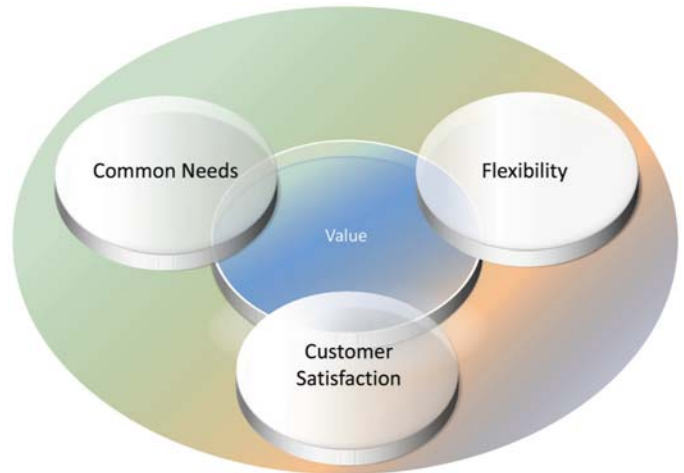 Common Needs
Flexibility
Value
Customer
Satisfaction